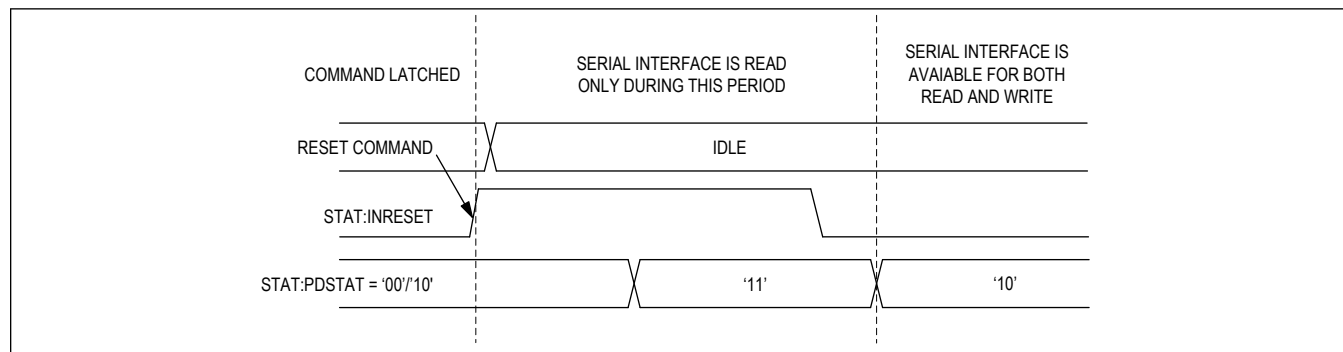 COMMAND LATCHED
SERIAL INTERFACE IS READ
ONLY DURING THIS PERIOD
SERIAL INTERFACE IS
AVAIABLE FOR BOTH
READ AND WRITE
RESET COMMAND
IDLE
STAT:INRESET
STAT:PDSTAT = ‘00’/’10'
‘11’
‘10’